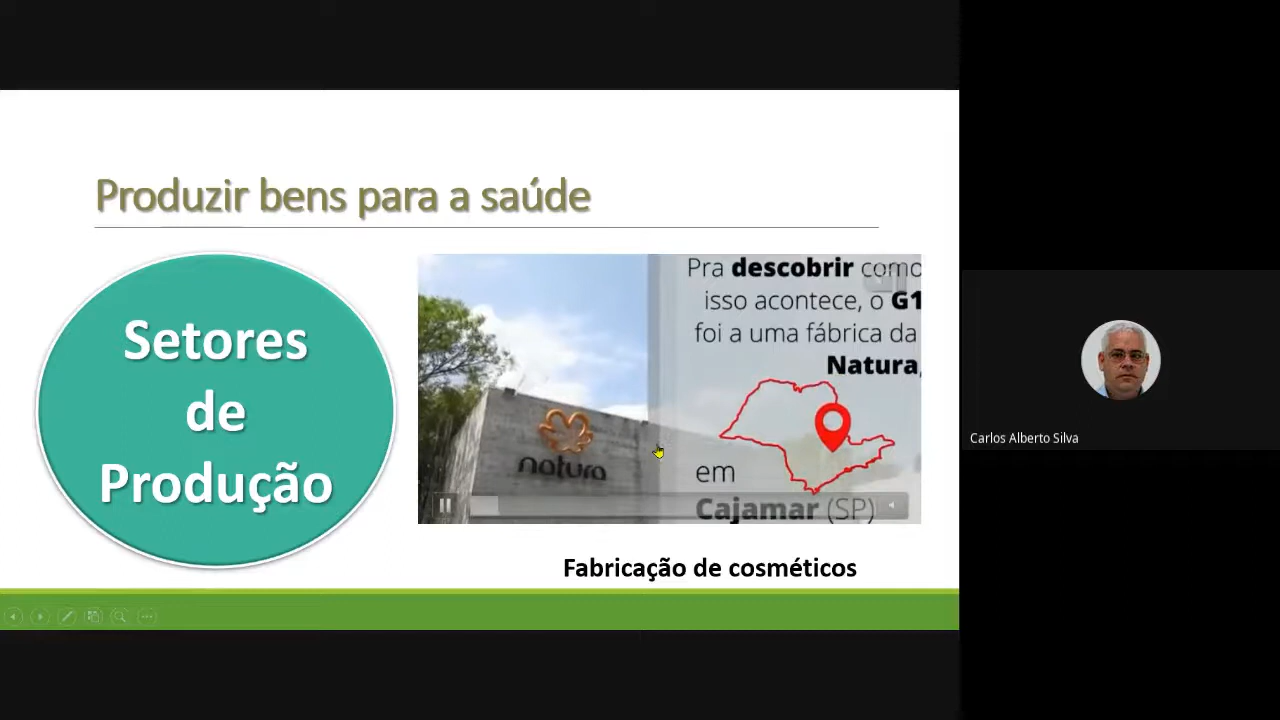 Produzir bens para a saúde
Setores
de
Produção
Pra descobrir como
isso acontece, o G1
foi a uma fábrica da
Natura,
em
Cajamar (SP)
natura
Fabricação de cosméticos
Carlos Alberto Silva